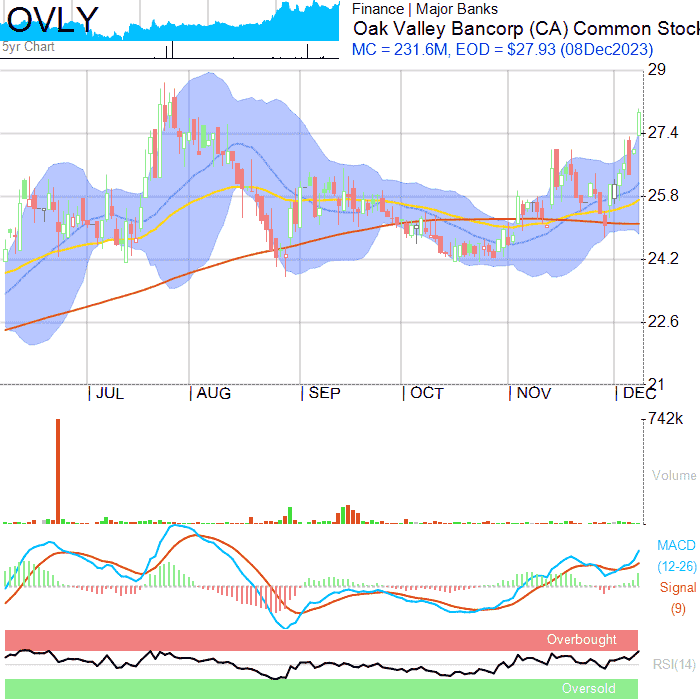 OVLY
5yr Chart
Finance | Major Banks
Oak Valley Bancorp (CA) Common Stock
MC = 231.6M, EOD = $27.93 (08Dec2023)
29
27.4
25.8
24.2
22.6
21
JUL AUG SEP OCT NOV DEC
742k
Volume
MACD
(12-26)
Signal
(9)
Overbought
RSI(14)
Oversold